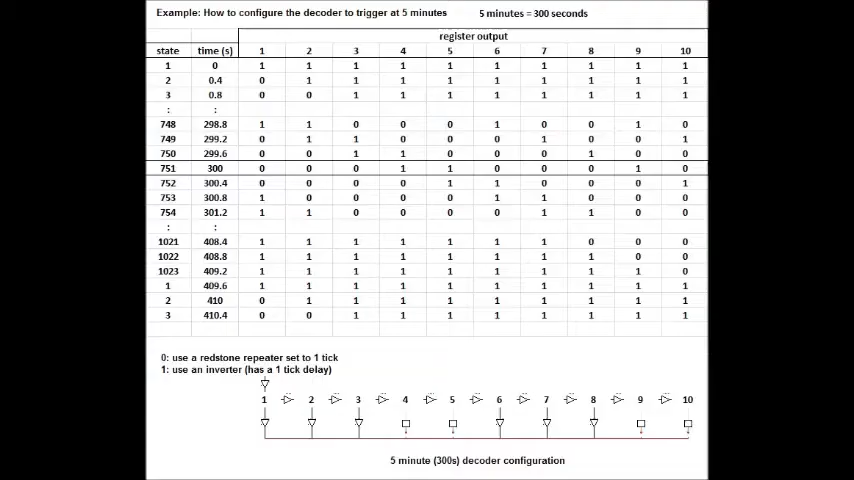 Example: How to configure the decoder to trigger at 5 minutes 5 minutes = 300 seconds
register output
state time (s) 1 2 3 4 5 6 7 8 9 10
1 0 1 1 1 1 1 1 1 1 1 1
2 0.4 0 1 1 1 1 1 1 1 1 1
3 0.8 0 0 1 1 1 1 1 1 1 1
: :
748 298.8 1 1 0 0 0 1 0 0 1 0
749 299.2 0 1 1 0 0 0 1 0 0 1
750 299.6 0 0 1 1 0 0 0 1 0 0
751 300 0 0 0 1 1 0 0 0 1 0
752 300.4 0 0 0 0 1 1 0 0 0 1
753 300.8 1 0 0 0 0 1 1 0 0 0
754 301.2 1 1 0 0 0 0 1 1 0 0
: :
1021 408.4 1 1 1 1 1 1 1 0 0 0
1022 408.8 1 1 1 1 1 1 1 1 0 0
1023 409.2 1 1 1 1 1 1 1 1 1 0
1 409.6 1 1 1 1 1 1 1 1 1 1
2 410 0 1 1 1 1 1 1 1 1 1
3 410.4 0 0 1 1 1 1 1 1 1 1
0: use a redstone repeater set to 1 tick
1: use an inverter (has a 1 tick delay)
1 2 3 4 5 6 7 8 9 10
5 minute (300s) decoder configuration